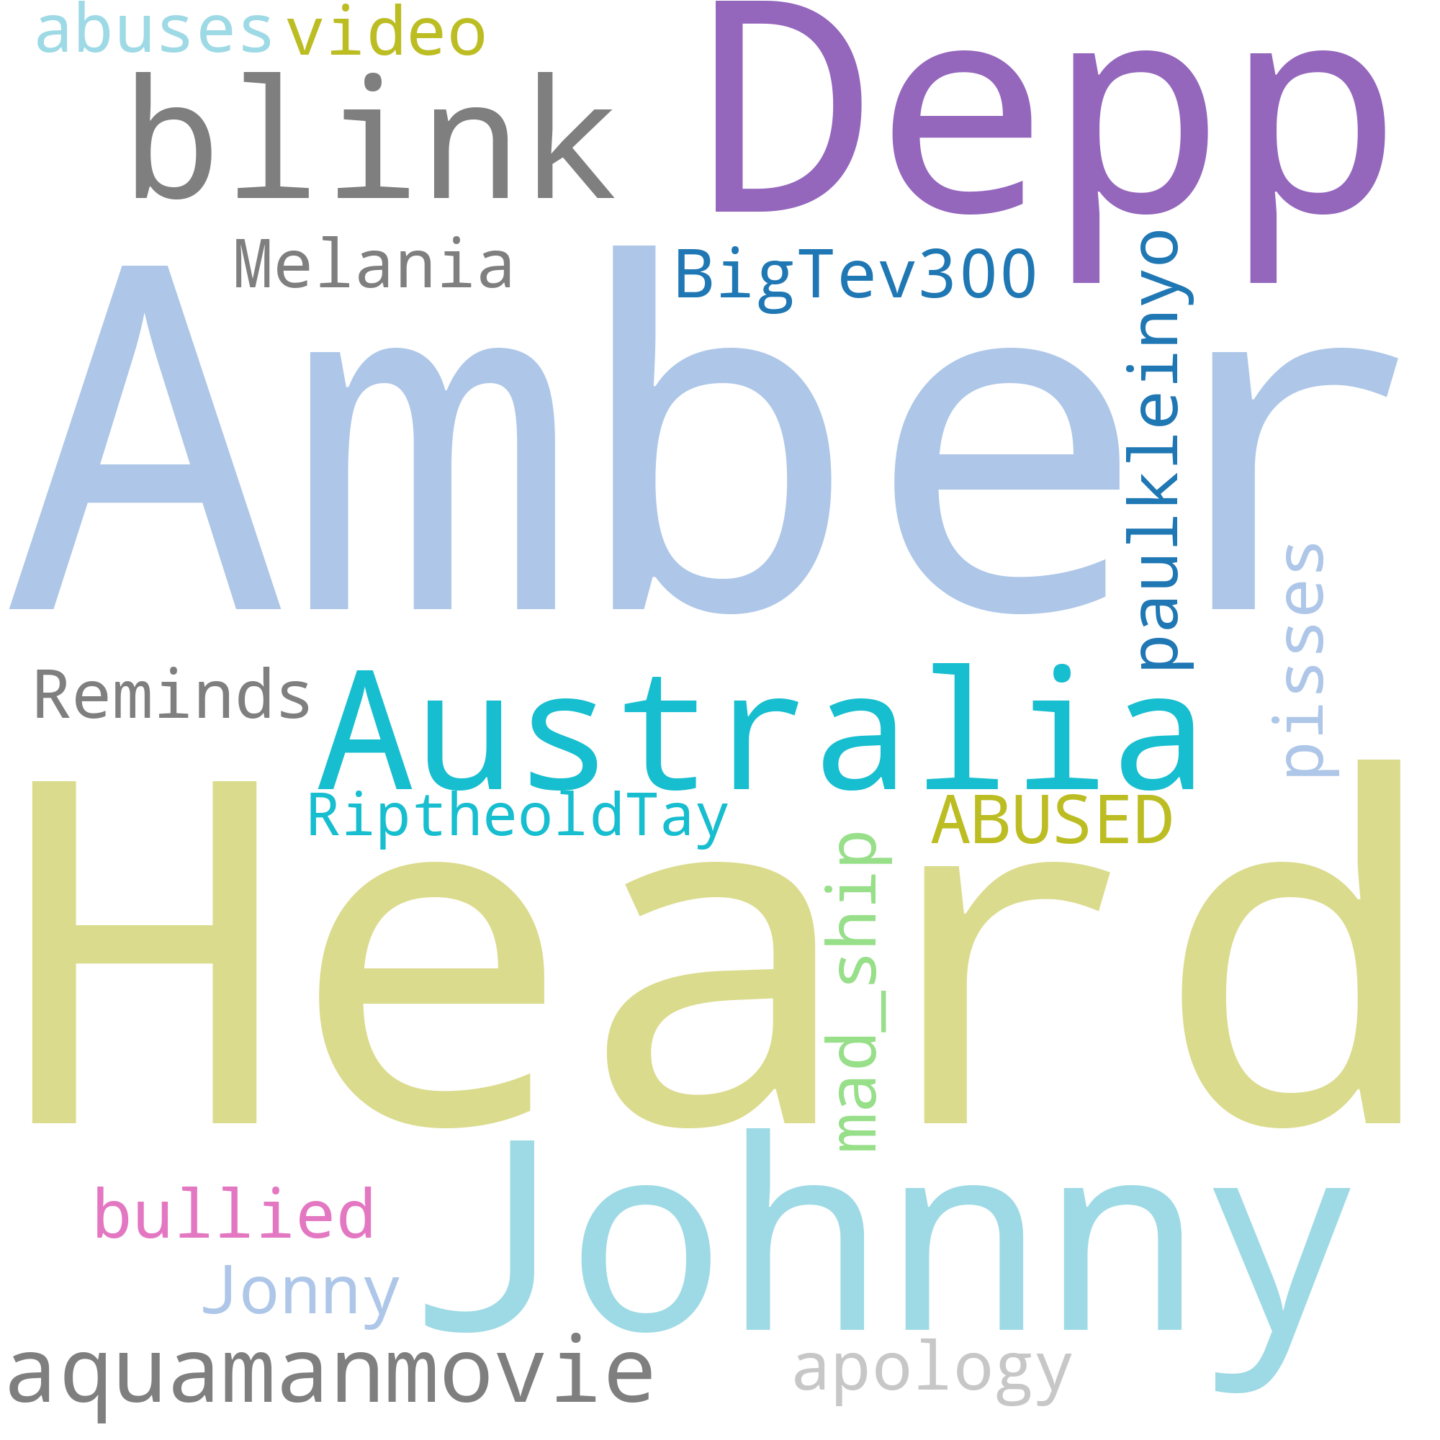 abuses video
blink Depp
Melania BigTev300
paulkleinyo
Amber
pisses
Reminds Australia
RiptheoldTay ABUSED
mad_ship
Heard
bullied Johnny
Jonny
aquamanmovie apology